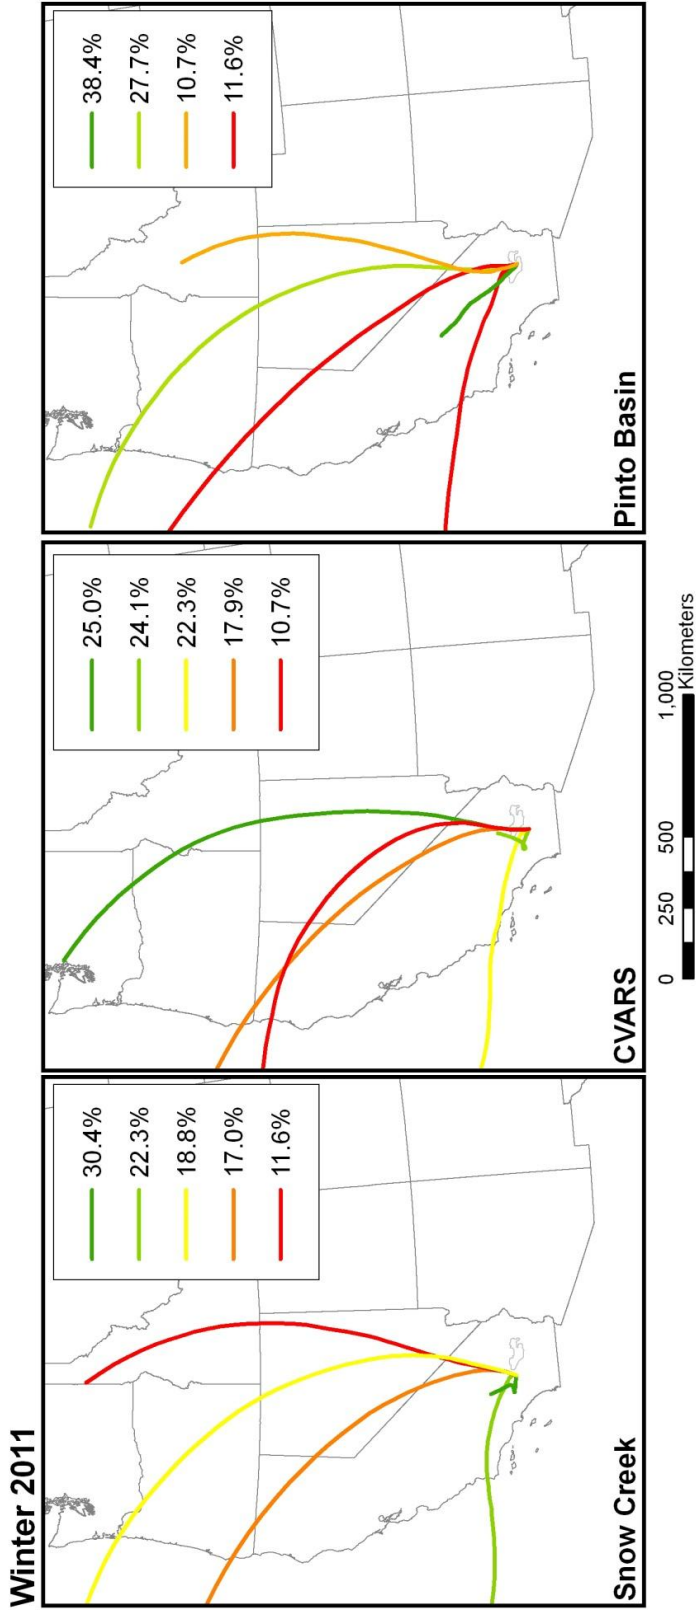 Winter 2011
30.4%
22.3%
18.8%
17.0%
11.6%
Snow Creek
25.0%
24.1%
22.3%
17.9%
10.7%
CVARS
38.4%
27.7%
10.7%
11.6%
Pinto Basin
0 250 500 1,000
Kilometers